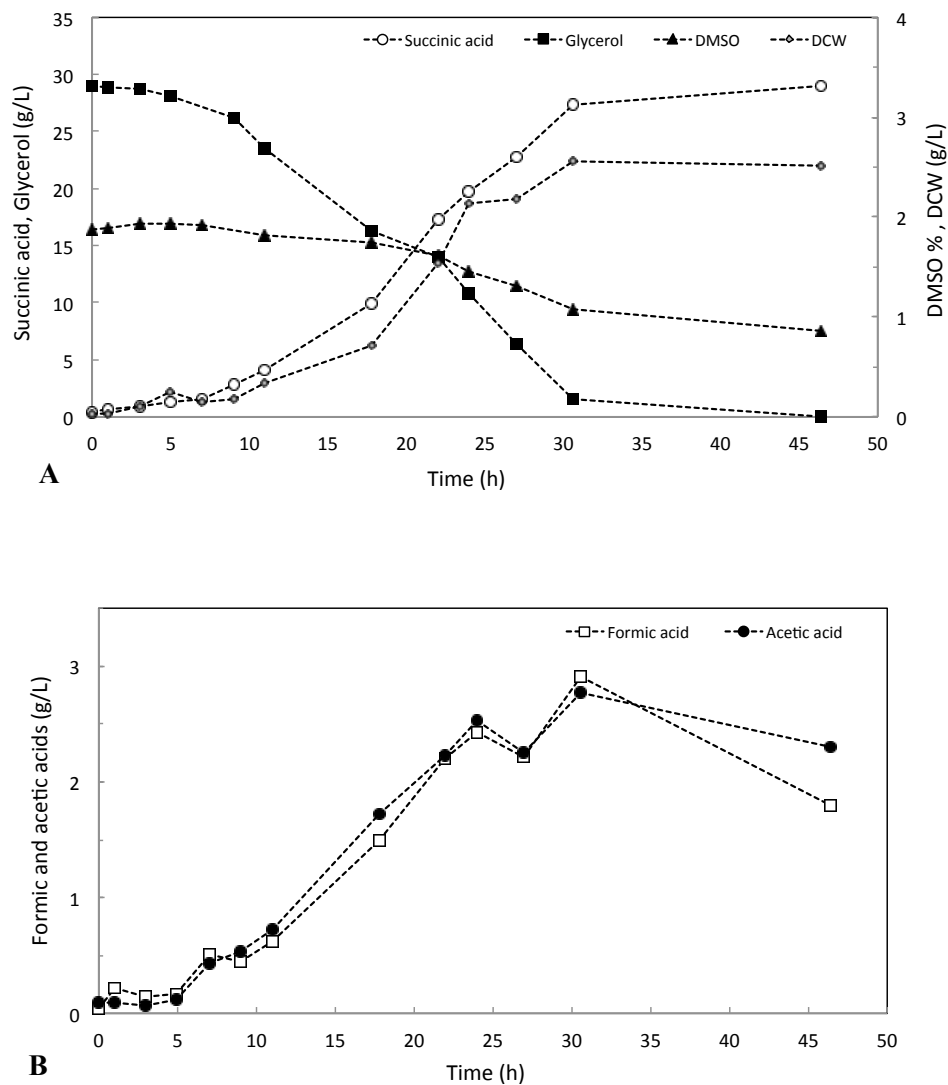 Succinic acid Glycerol DMSO DCW
35
30
25
20
15
10
5
0
Succinic acid, Glycerol (g/L)
4
3
2
1
0
DMSO % , DCW (g/L)
0 5 10 15 20 25 30 35 40 45 50
Time (h)
A
Formic acid Acetic acid
3
2
1
0
Formic and acetic acids (g/L)
0 5 10 15 20 25 30 35 40 45 50
Time (h)
B